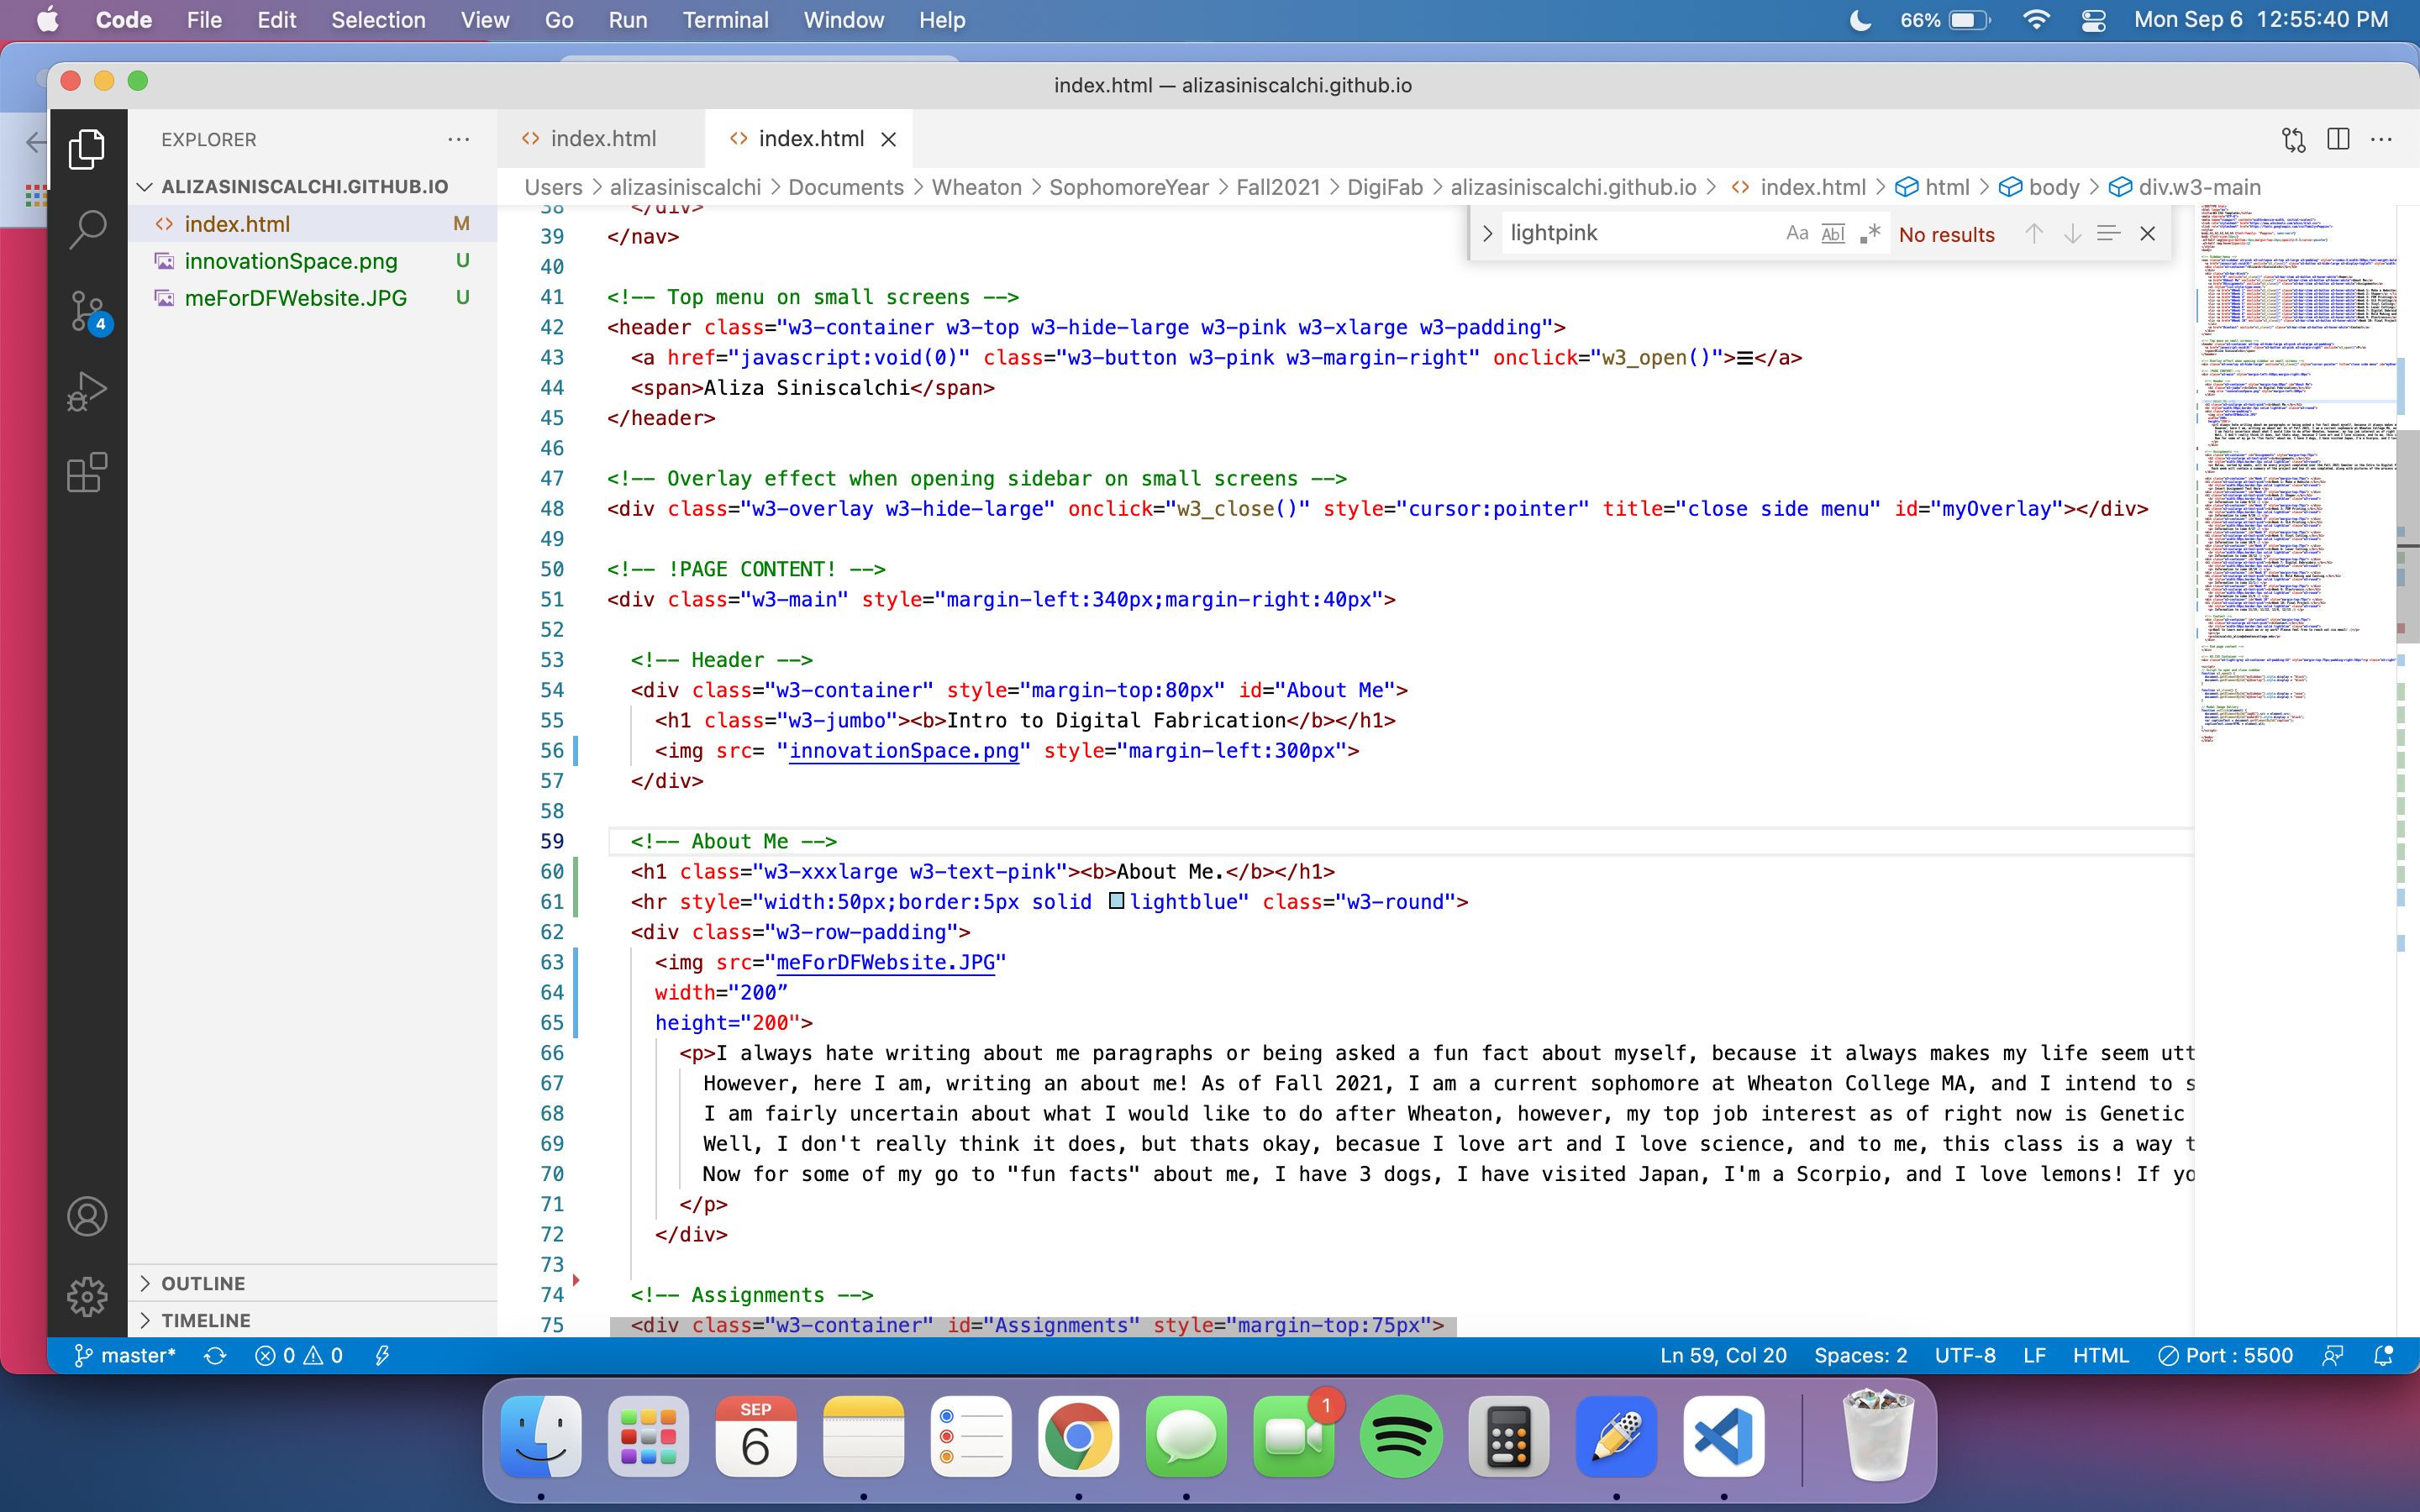 Code File Edit Selection View Go Run Terminal Window Help 66% Mon Sep 6 12:55:40 PM
index.html — alizasiniscalchi.github.io
EXPLORER
index.html
index.html
ALIZASINISCALCHI.GITHUB.IO
index.html M
innovationSpace.png U
meForDFWebsite.JPG U
4
OUTLINE
TIMELINE
Users > alizasiniscalchi > Documents > Wheaton > SophomoreYear > Fall2021 > DigiFab > alizasiniscalchi.github.io > index.html > html > body > div.w3-main
lightpink Aa Abl .* No results
38 </div>
39 </nav>
40
41 <!-- Top menu on small screens -->
42 <header class="w3-container w3-top w3-hide-large w3-pink w3-xlarge w3-padding">
43 <a href="javascript:void(0)" class="w3-button w3-pink w3-margin-right" onclick="w3_open()">☰</a>
44 <span>Aliza Siniscalchi</span>
45 </header>
46
47 <!-- Overlay effect when opening sidebar on small screens -->
48 <div class="w3-overlay w3-hide-large" onclick="w3_close()" style="cursor:pointer" title="close side menu" id="myOverlay"></div>
49
50 <!-- !PAGE CONTENT! -->
51 <div class="w3-main" style="margin-left:340px;margin-right:40px">
52
53 <!-- Header -->
54 <div class="w3-container" style="margin-top:80px" id="About Me">
55 <h1 class="w3-jumbo"><b>Intro to Digital Fabrication</b></h1>
56 <img src= "innovationSpace.png" style="margin-left:300px">
57 </div>
58
59 <!-- About Me -->
60 <h1 class="w3-xxxlarge w3-text-pink"><b>About Me.</b></h1>
61 <hr style="width:50px;border:5px solid lightblue" class="w3-round">
62 <div class="w3-row-padding">
63 <img src="meForDFWebsite.JPG"
64 width="200”
65 height="200">
66 <p>I always hate writing about me paragraphs or being asked a fun fact about myself, because it always makes my life seem utt
67 However, here I am, writing an about me! As of Fall 2021, I am a current sophomore at Wheaton College MA, and I intend to s
68 I am fairly uncertain about what I would like to do after Wheaton, however, my top job interest as of right now is Genetic
69 Well, I don't really think it does, but thats okay, becasue I love art and I love science, and to me, this class is a way t
70 Now for some of my go to "fun facts" about me, I have 3 dogs, I have visited Japan, I'm a Scorpio, and I love lemons! If yo
71 </p>
72 </div>
73
74 <!-- Assignments -->
75 <div class="w3-container" id="Assignments" style="margin-top:75px">
master* 0 0 Ln 59, Col 20 Spaces: 2 UTF-8 LF HTML Port : 5500
SEP
6
1